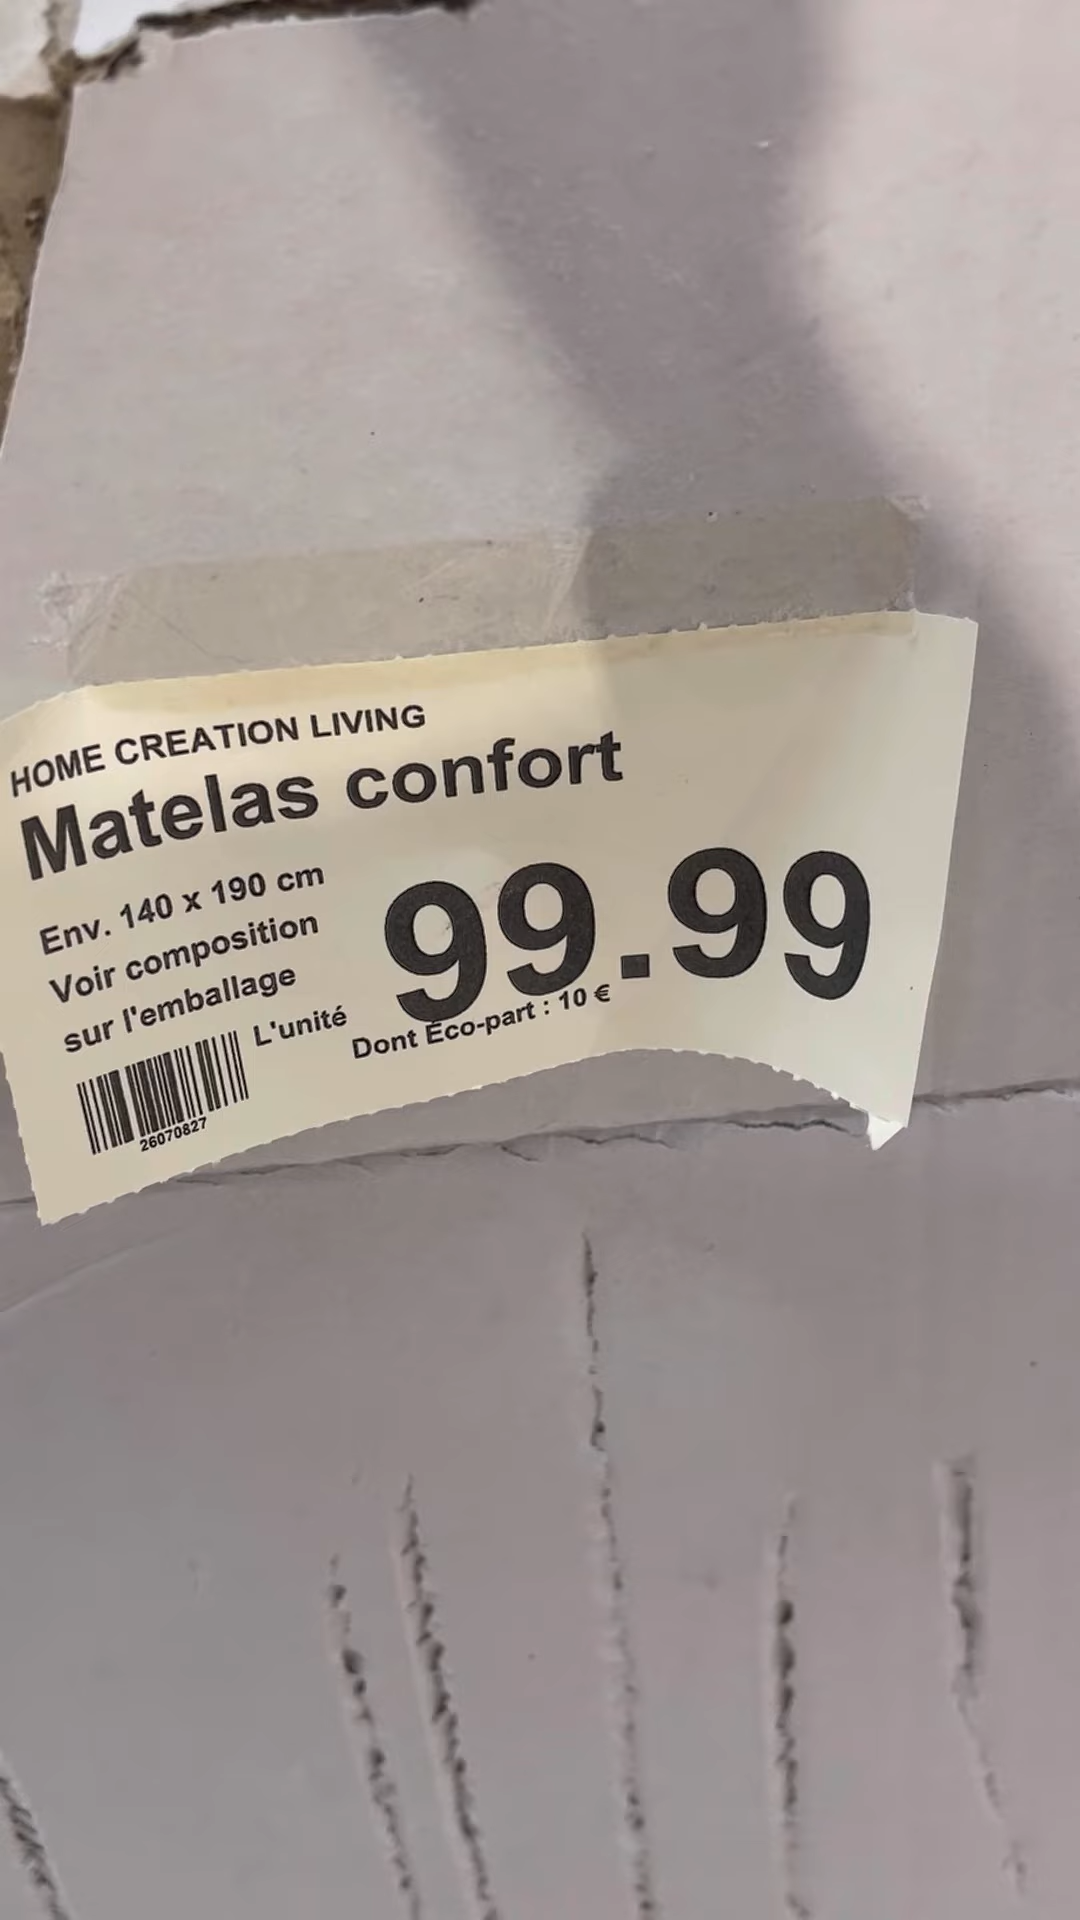 HOME CREATION LIVING
Matelas confort
Env. 140 x 190 cm
Voir composition
sur l'emballage
L'unité
99.99
Dont Éco-part : 10 €
26070827